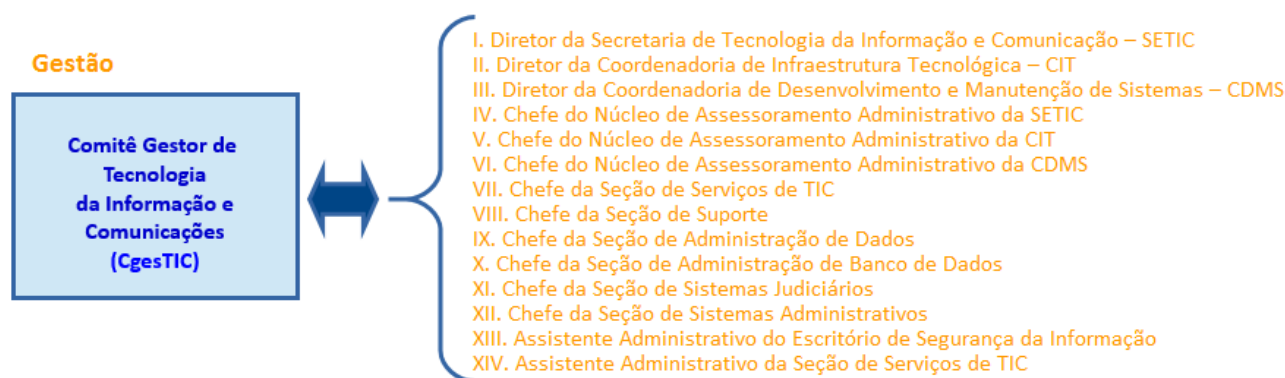 Gestão
Comitê Gestor de
Tecnologia
da Informação e
Comunicações
(CgesTIC)
I. Diretor da Secretaria de Tecnologia da Informação e Comunicação – SETIC
II. Diretor da Coordenadoria de Infraestrutura Tecnológica – CIT
III. Diretor da Coordenadoria de Desenvolvimento e Manutenção de Sistemas – CDMS
IV. Chefe do Núcleo de Assessoramento Administrativo da SETIC
V. Chefe do Núcleo de Assessoramento Administrativo da CIT
VI. Chefe do Núcleo de Assessoramento Administrativo da CDMS
VII. Chefe da Seção de Serviços de TIC
VIII. Chefe da Seção de Suporte
IX. Chefe da Seção de Administração de Dados
X. Chefe da Seção de Administração de Banco de Dados
XI. Chefe da Seção de Sistemas Judiciários
XII. Chefe da Seção de Sistemas Administrativos
XIII. Assistente Administrativo do Escritório de Segurança da Informação
XIV. Assistente Administrativo da Seção de Serviços de TIC